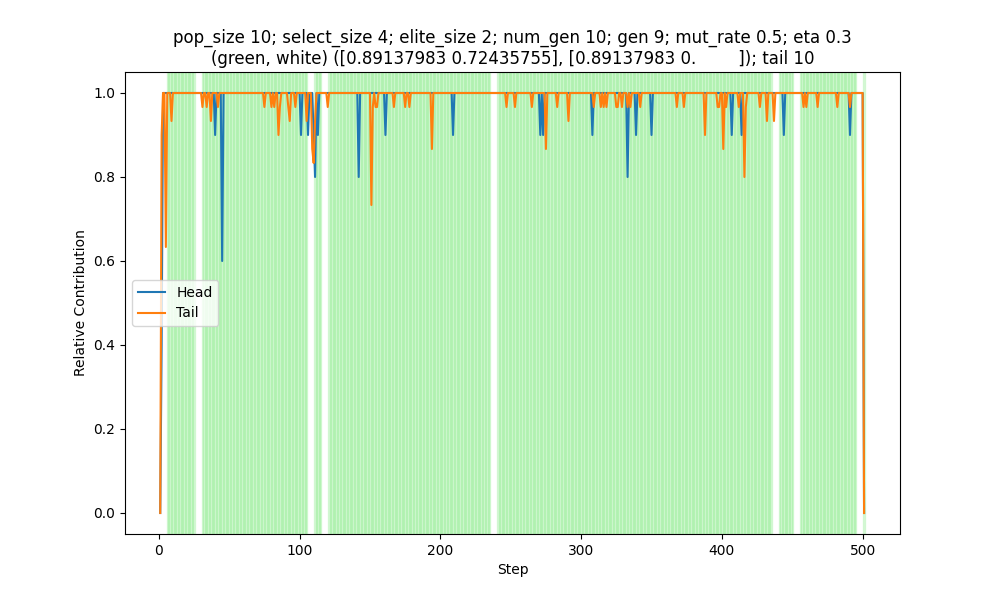 pop_size 10; select_size 4; elite_size 2; num_gen 10; gen 9; mut_rate 0.5; eta 0.3
(green, white) ([0.89137983 0.72435755], [0.89137983 0.        ]); tail 10
1.0
0.8
0.6
0.4
0.2
0.0
Relative Contribution
Head
Tail
0 100 200 300 400 500
Step